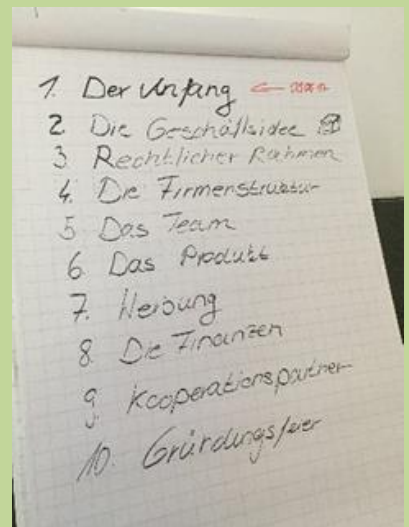 1. Der Anfang
2. Die Geschäftsidee
3. Rechtlicher Rahmen
4. Die Firmenstruktur
5. Das Team
6. Das Produkt
7. Werbung
8. Die Finanzen
9. Kooperationspartner
10. Gründungsfeier